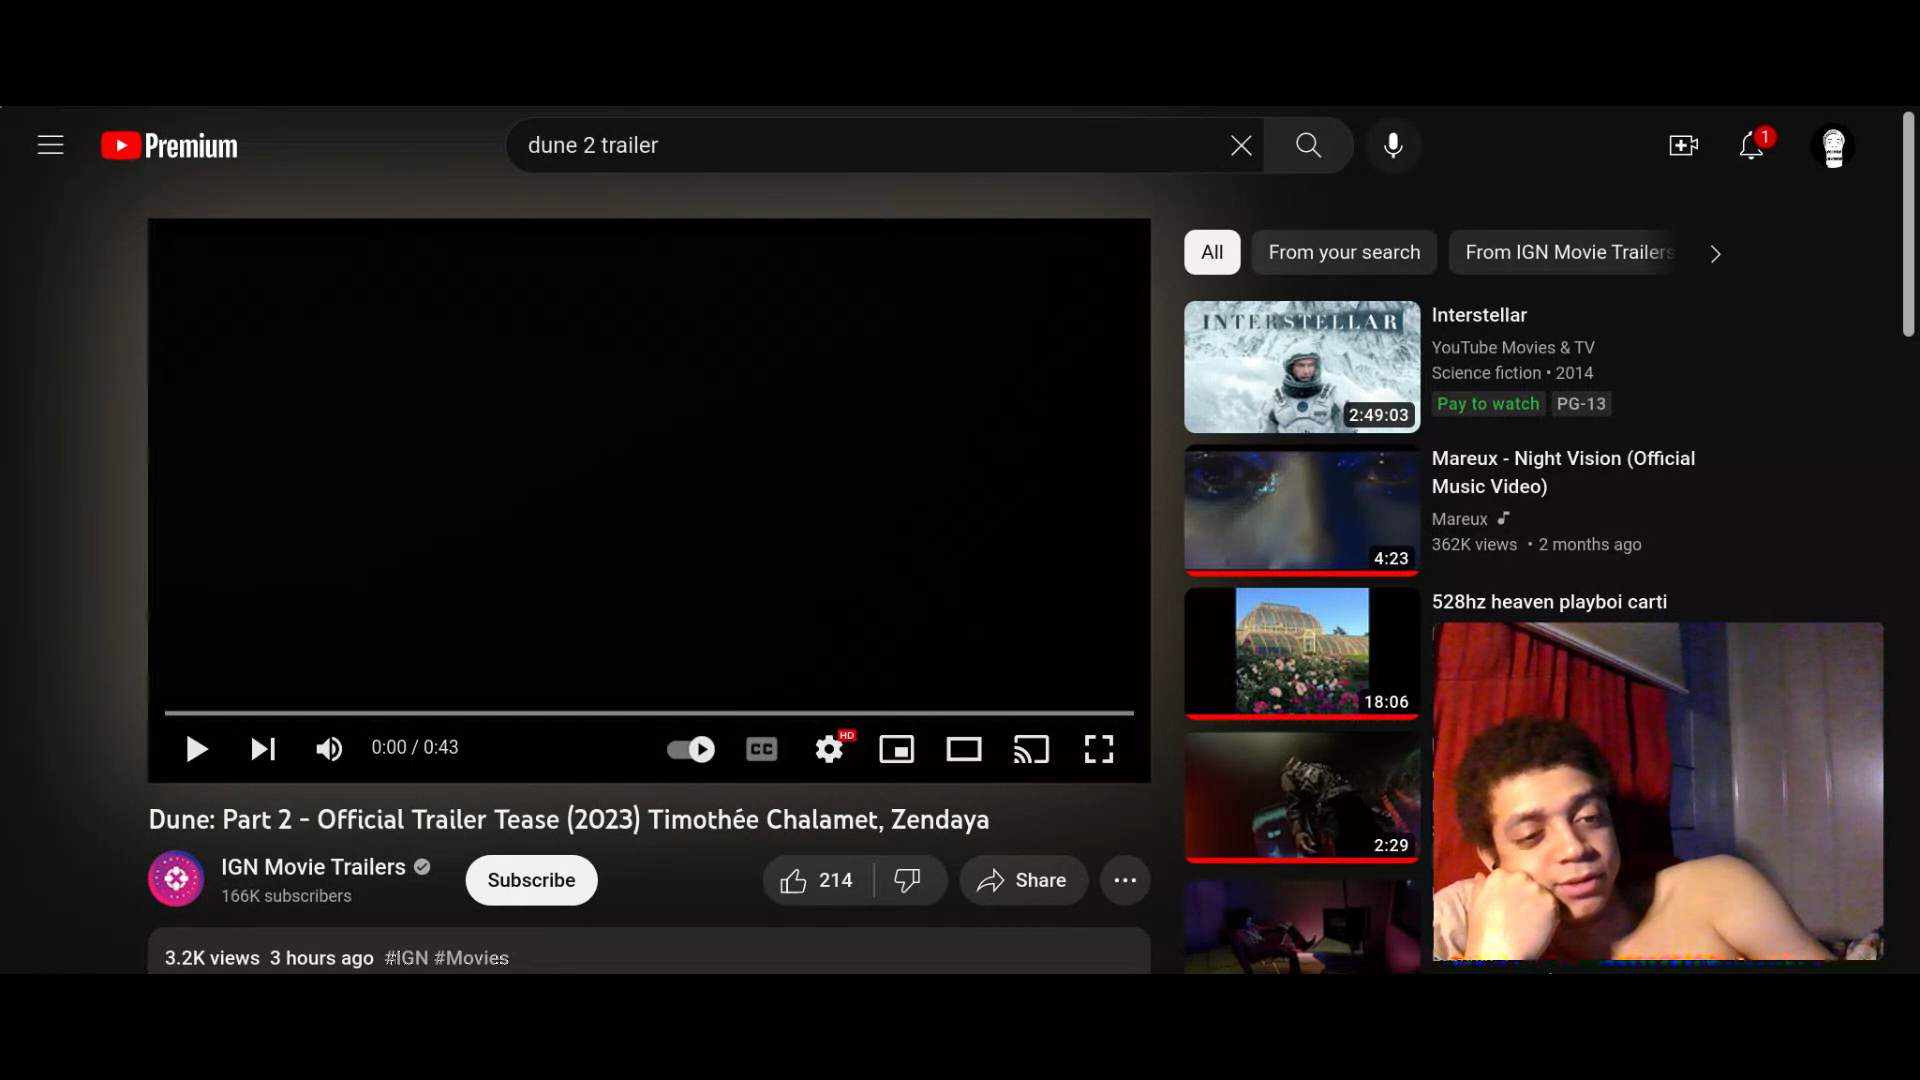 Premium
dune 2 trailer
1
All
From your search
From IGN Movie Trailers
INTERSTELLAR
2:49:03
Interstellar
YouTube Movies & TV
Science fiction • 2014
Pay to watch
PG-13
4:23
Mareux - Night Vision (Official
Music Video)
Mareux
362K views • 2 months ago
18:06
528hz heaven playboi carti
2:29
0:00 / 0:43
CC
HD
Dune: Part 2 - Official Trailer Tease (2023) Timothée Chalamet, Zendaya
IGN Movie Trailers
166K subscribers
Subscribe
214
Share
3.2K views 3 hours ago #IGN #Movies